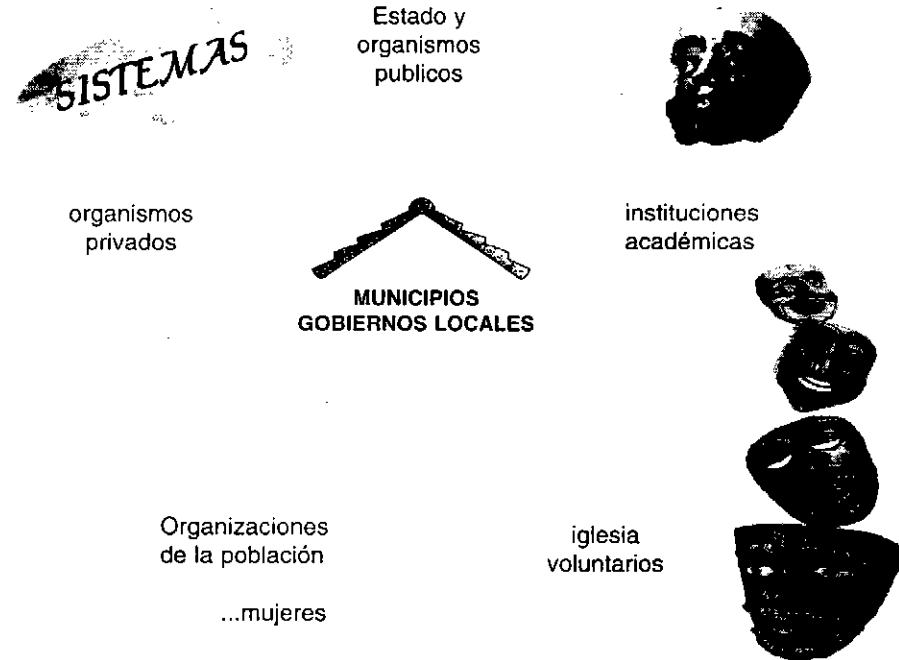 SISTEMAS
Estado y
organismos
publicos
organismos
privados
instituciones
académicas
MUNICIPIOS
GOBIERNOS LOCALES
Organizaciones
de la población
...mujeres
iglesia
voluntarios